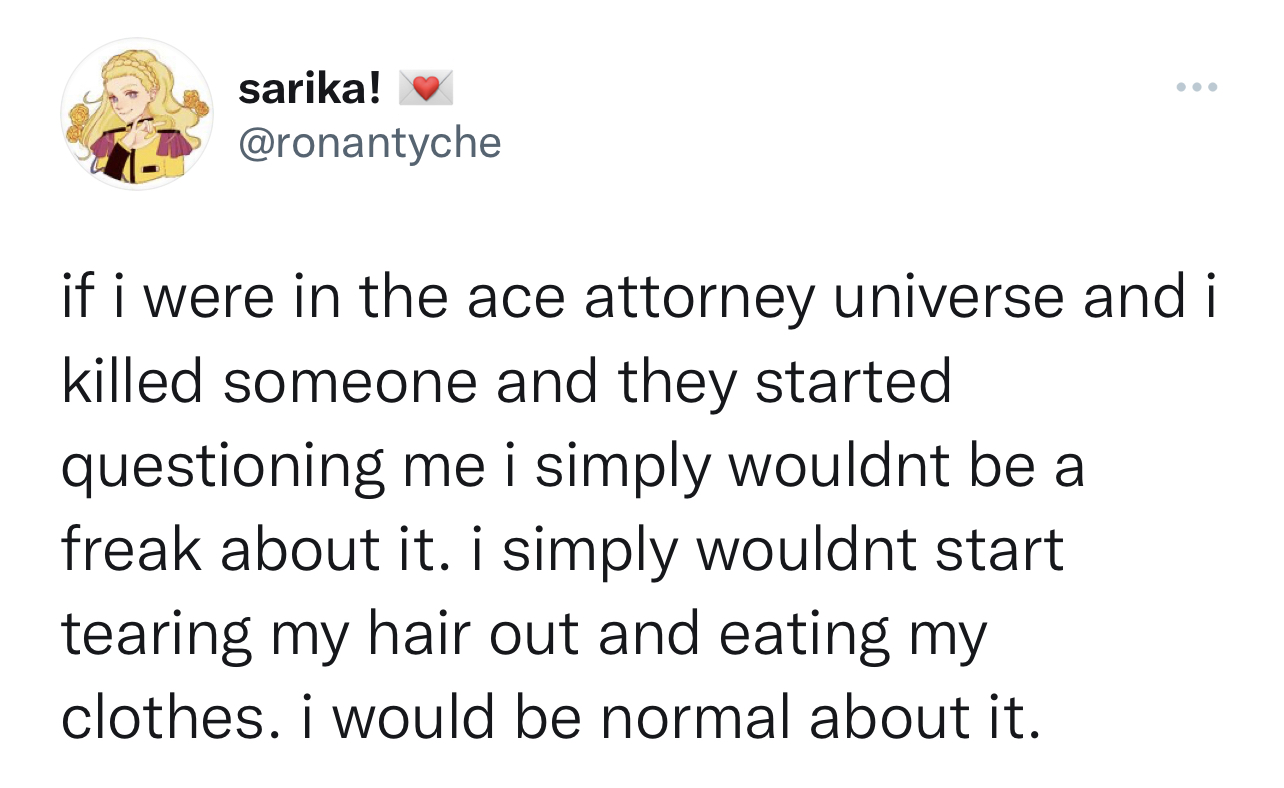 sarika! 💌
@ronantyche
if i were in the ace attorney universe and i
killed someone and they started
questioning me i simply wouldnt be a
freak about it. i simply wouldnt start
tearing my hair out and eating my
clothes. i would be normal about it.